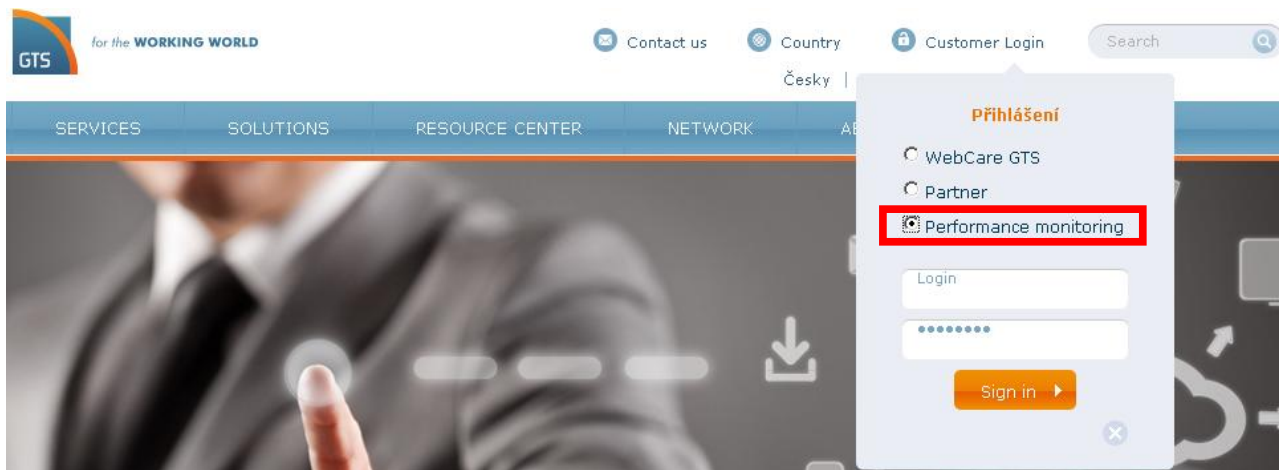 GTS
for the WORKING WORLD
Contact us
Country
Customer Login
Search
Česky |
SERVICES
SOLUTIONS
RESOURCE CENTER
NETWORK
Přihlášení
WebCare GTS
Partner
Performance monitoring
Login
Sign in